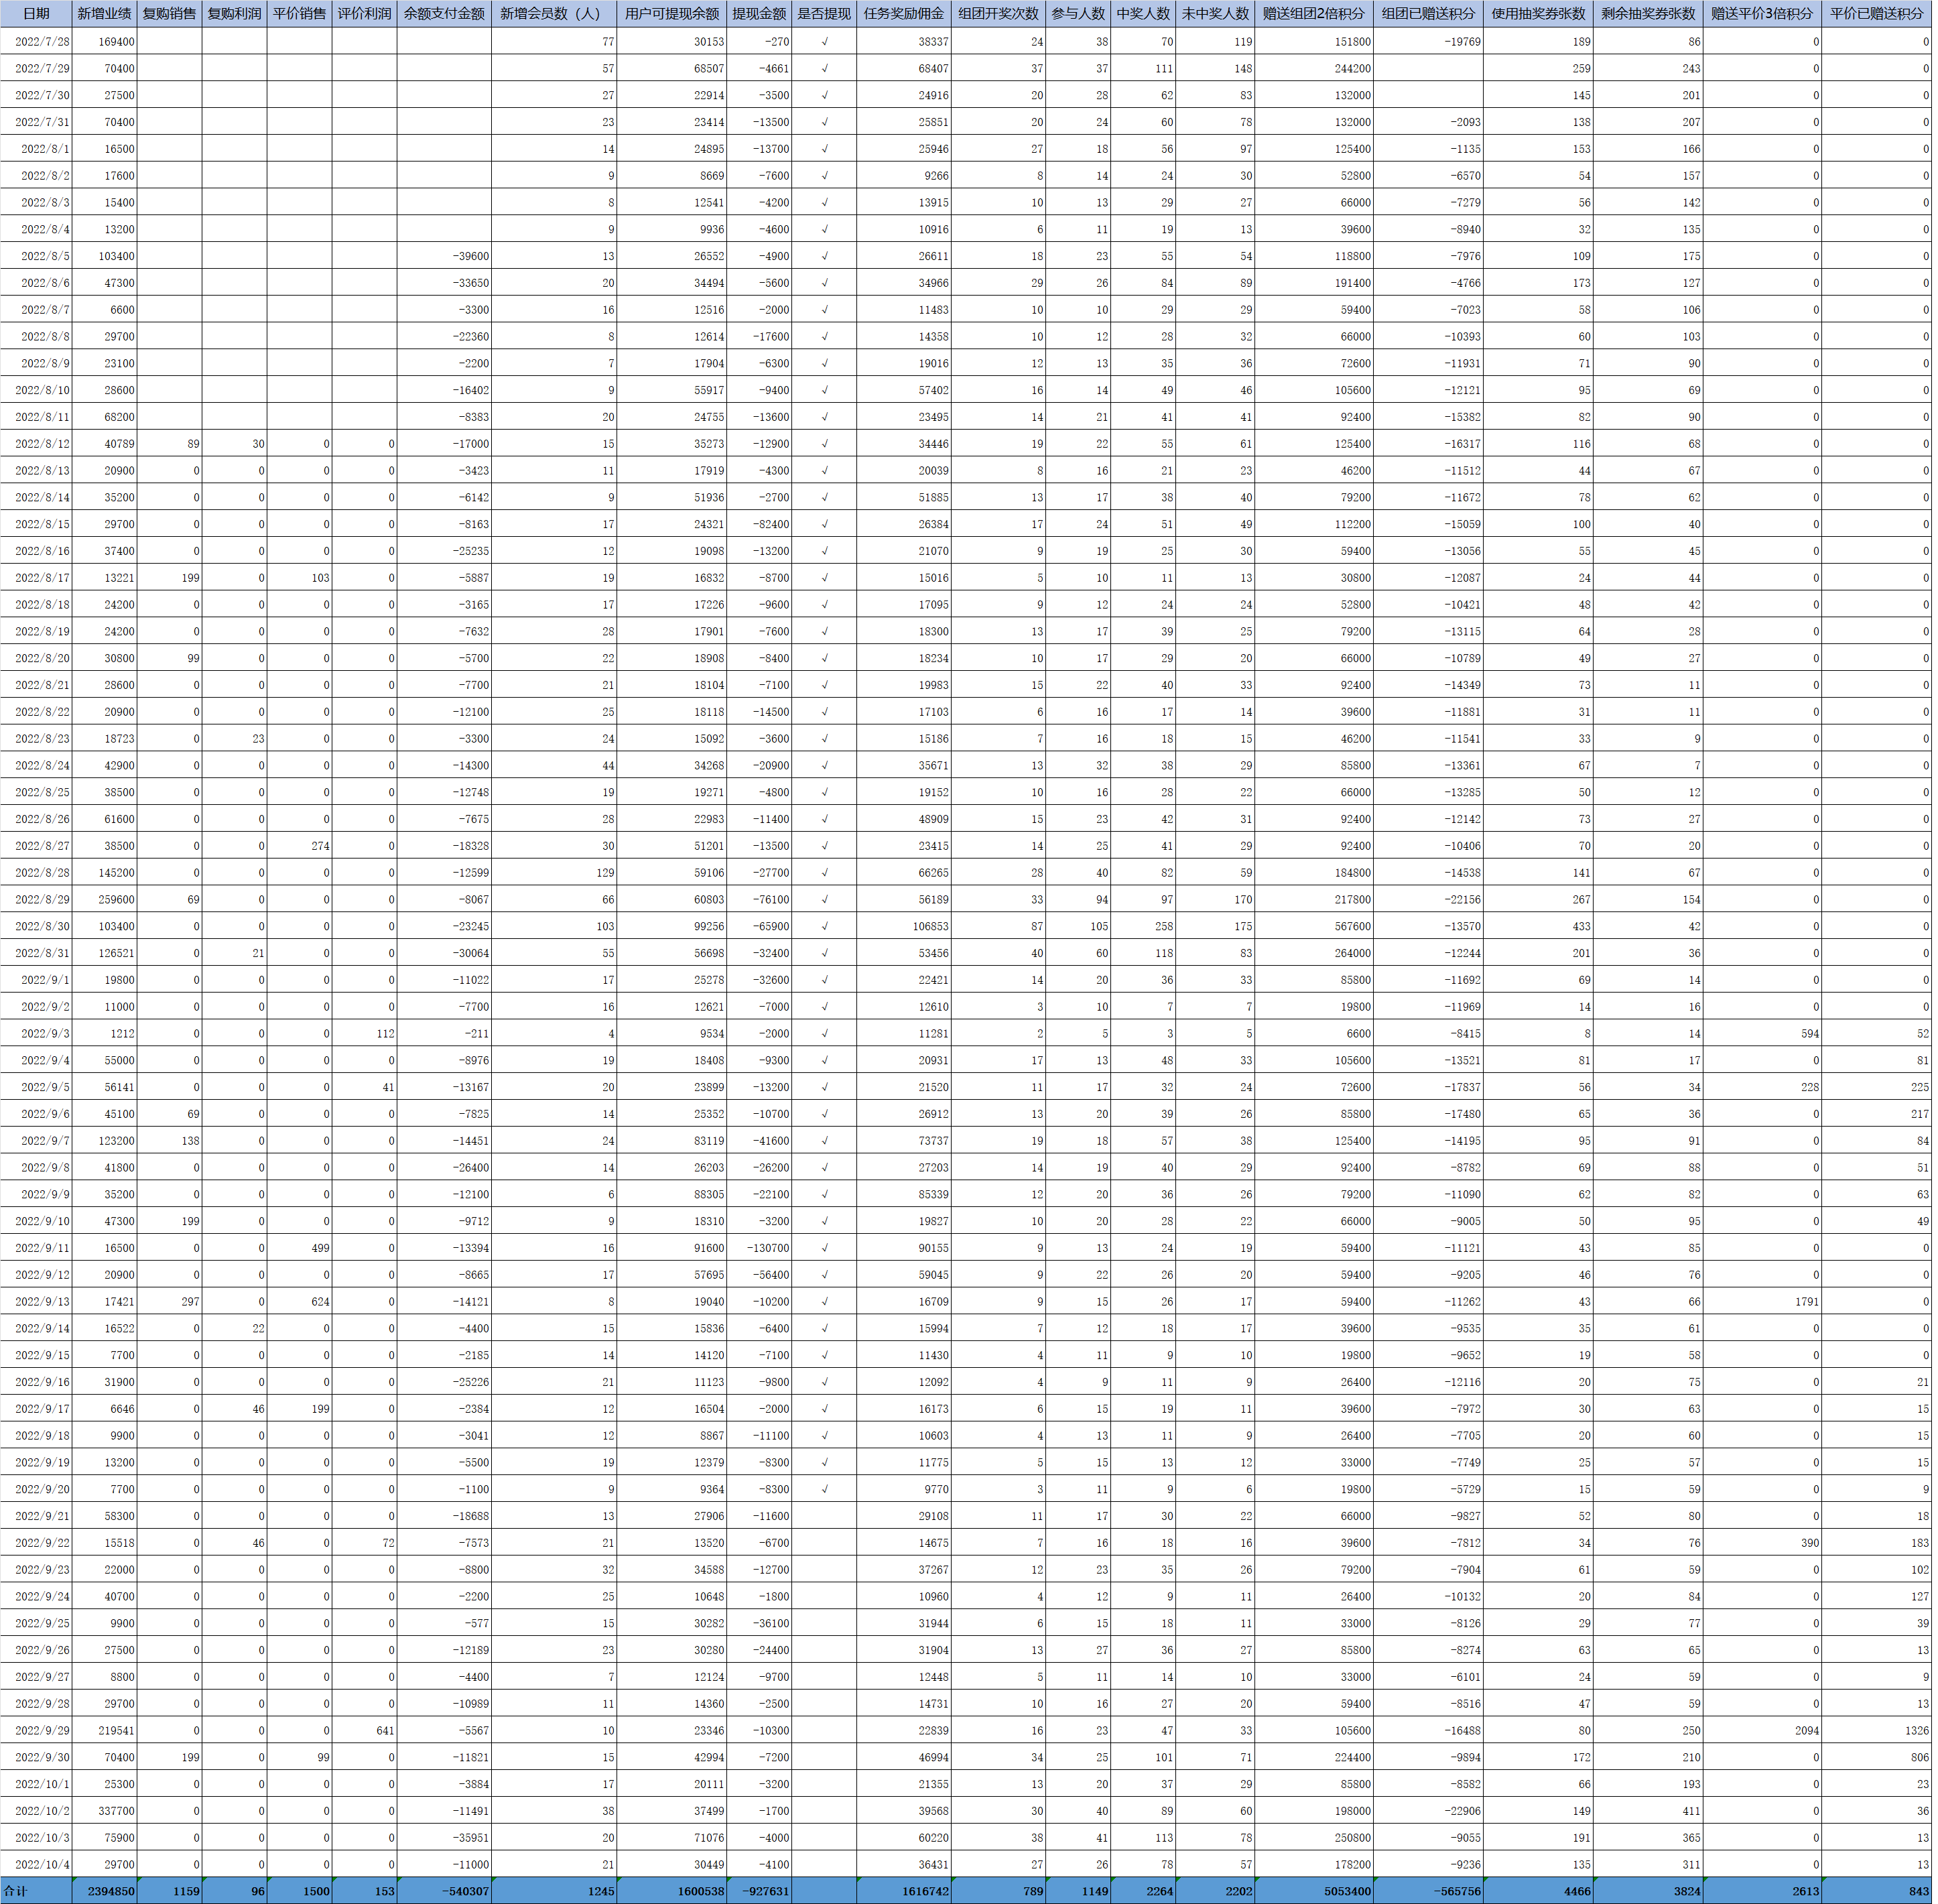 日期 新增业绩 复购销售 复购利润 平价销售 评价利润 余额支付金额 新增会员数（人） 用户可提现余额 提现金额 是否提现 任务奖励佣金 组团开奖次数 参与人数 中奖人数 未中奖人数 赠送组团2倍积分 组团已赠送积分 使用抽奖券张数 剩余抽奖券张数 赠送平价3倍积分 平价已赠送积分
2022/7/28 169400 77 30153 -270 √ 38337 24 38 70 119 151800 -19769 189 86 0 0
2022/7/29 70400 57 68507 -4661 √ 68407 37 37 111 148 244200 259 243 0 0
2022/7/30 27500 27 22914 -3500 √ 24916 20 28 62 83 132000 145 201 0 0
2022/7/31 70400 23 23414 -13500 √ 25851 20 24 60 78 132000 -2093 138 207 0 0
2022/8/1 16500 14 24895 -13700 √ 25946 27 18 56 97 125400 -1135 153 166 0 0
2022/8/2 17600 9 8669 -7600 √ 9266 8 14 24 30 52800 -6570 54 157 0 0
2022/8/3 15400 8 12541 -4200 √ 13915 10 13 29 27 66000 -7279 56 142 0 0
2022/8/4 13200 9 9936 -4600 √ 10916 6 11 19 13 39600 -8940 32 135 0 0
2022/8/5 103400 -39600 13 26552 -4900 √ 26611 18 23 55 54 118800 -7976 109 175 0 0
2022/8/6 47300 -33650 20 34494 -5600 √ 34966 29 26 84 89 191400 -4766 173 127 0 0
2022/8/7 6600 -3300 16 12516 -2000 √ 11483 10 10 29 29 59400 -7023 58 106 0 0
2022/8/8 29700 -22360 8 12614 -17600 √ 14358 10 12 28 32 66000 -10393 60 103 0 0
2022/8/9 23100 -2200 7 17904 -6300 √ 19016 12 13 35 36 72600 -11931 71 90 0 0
2022/8/10 28600 -16402 9 55917 -9400 √ 57402 16 14 49 46 105600 -12121 95 69 0 0
2022/8/11 68200 -8383 20 24755 -13600 √ 23495 14 21 41 41 92400 -15382 82 90 0 0
2022/8/12 40789 89 30 0 0 -17000 15 35273 -12900 √ 34446 19 22 55 61 125400 -16317 116 68 0 0
2022/8/13 20900 0 0 0 0 -3423 11 17919 -4300 √ 20039 8 16 21 23 46200 -11512 44 67 0 0
2022/8/14 35200 0 0 0 0 -6142 9 51936 -2700 √ 51885 13 17 38 40 79200 -11672 78 62 0 0
2022/8/15 29700 0 0 0 0 -8163 17 24321 -82400 √ 26384 17 24 51 49 112200 -15059 100 40 0 0
2022/8/16 37400 0 0 0 0 -25235 12 19098 -13200 √ 21070 9 19 25 30 59400 -13056 55 45 0 0
2022/8/17 13221 199 0 103 0 -5887 19 16832 -8700 √ 15016 5 10 11 13 30800 -12087 24 44 0 0
2022/8/18 24200 0 0 0 0 -3165 17 17226 -9600 √ 17095 9 12 24 24 52800 -10421 48 42 0 0
2022/8/19 24200 0 0 0 0 -7632 28 17901 -7600 √ 18300 13 17 39 25 79200 -13115 64 28 0 0
2022/8/20 30800 99 0 0 0 -5700 22 18908 -8400 √ 18234 10 17 29 20 66000 -10789 49 27 0 0
2022/8/21 28600 0 0 0 0 -7700 21 18104 -7100 √ 19983 15 22 40 33 92400 -14349 73 11 0 0
2022/8/22 20900 0 0 0 0 -12100 25 18118 -14500 √ 17103 6 16 17 14 39600 -11881 31 11 0 0
2022/8/23 18723 0 23 0 0 -3300 24 15092 -3600 √ 15186 7 16 18 15 46200 -11541 33 9 0 0
2022/8/24 42900 0 0 0 0 -14300 44 34268 -20900 √ 35671 13 32 38 29 85800 -13361 67 7 0 0
2022/8/25 38500 0 0 0 0 -12748 19 19271 -4800 √ 19152 10 16 28 22 66000 -13285 50 12 0 0
2022/8/26 61600 0 0 0 0 -7675 28 22983 -11400 √ 48909 15 23 42 31 92400 -12142 73 27 0 0
2022/8/27 38500 0 0 274 0 -18328 30 51201 -13500 √ 23415 14 25 41 29 92400 -10406 70 20 0 0
2022/8/28 145200 0 0 0 0 -12599 129 59106 -27700 √ 66265 28 40 82 59 184800 -14538 141 67 0 0
2022/8/29 259600 69 0 0 0 -8067 66 60803 -76100 √ 56189 33 94 97 170 217800 -22156 267 154 0 0
2022/8/30 103400 0 0 0 0 -23245 103 99256 -65900 √ 106853 87 105 258 175 567600 -13570 433 42 0 0
2022/8/31 126521 0 21 0 0 -30064 55 56698 -32400 √ 53456 40 60 118 83 264000 -12244 201 36 0 0
2022/9/1 19800 0 0 0 0 -11022 17 25278 -32600 √ 22421 14 20 36 33 85800 -11692 69 14 0 0
2022/9/2 11000 0 0 0 0 -7700 16 12621 -7000 √ 12610 3 10 7 7 19800 -11969 14 16 0 0
2022/9/3 1212 0 0 0 112 -211 4 9534 -2000 √ 11281 2 5 3 5 6600 -8415 8 14 594 52
2022/9/4 55000 0 0 0 0 -8976 19 18408 -9300 √ 20931 17 13 48 33 105600 -13521 81 17 0 81
2022/9/5 56141 0 0 0 41 -13167 20 23899 -13200 √ 21520 11 17 32 24 72600 -17837 56 34 228 225
2022/9/6 45100 69 0 0 0 -7825 14 25352 -10700 √ 26912 13 20 39 26 85800 -17480 65 36 0 217
2022/9/7 123200 138 0 0 0 -14451 24 83119 -41600 √ 73737 19 18 57 38 125400 -14195 95 91 0 84
2022/9/8 41800 0 0 0 0 -26400 14 26203 -26200 √ 27203 14 19 40 29 92400 -8782 69 88 0 51
2022/9/9 35200 0 0 0 0 -12100 6 88305 -22100 √ 85339 12 20 36 26 79200 -11090 62 82 0 63
2022/9/10 47300 199 0 0 0 -9712 9 18310 -3200 √ 19827 10 20 28 22 66000 -9005 50 95 0 49
2022/9/11 16500 0 0 499 0 -13394 16 91600 -130700 √ 90155 9 13 24 19 59400 -11121 43 85 0 0
2022/9/12 20900 0 0 0 0 -8665 17 57695 -56400 √ 59045 9 22 26 20 59400 -9205 46 76 0 0
2022/9/13 17421 297 0 624 0 -14121 8 19040 -10200 √ 16709 9 15 26 17 59400 -11262 43 66 1791 0
2022/9/14 16522 0 22 0 0 -4400 15 15836 -6400 √ 15994 7 12 18 17 39600 -9535 35 61 0 0
2022/9/15 7700 0 0 0 0 -2185 14 14120 -7100 √ 11430 4 11 9 10 19800 -9652 19 58 0 0
2022/9/16 31900 0 0 0 0 -25226 21 11123 -9800 √ 12092 4 9 11 9 26400 -12116 20 75 0 21
2022/9/17 6646 0 46 199 0 -2384 12 16504 -2000 √ 16173 6 15 19 11 39600 -7972 30 63 0 15
2022/9/18 9900 0 0 0 0 -3041 12 8867 -11100 √ 10603 4 13 11 9 26400 -7705 20 60 0 15
2022/9/19 13200 0 0 0 0 -5500 19 12379 -8300 √ 11775 5 15 13 12 33000 -7749 25 57 0 15
2022/9/20 7700 0 0 0 0 -1100 9 9364 -8300 √ 9770 3 11 9 6 19800 -5729 15 59 0 9
2022/9/21 58300 0 0 0 0 -18688 13 27906 -11600 29108 11 17 30 22 66000 -9827 52 80 0 18
2022/9/22 15518 0 46 0 72 -7573 21 13520 -6700 14675 7 16 18 16 39600 -7812 34 76 390 183
2022/9/23 22000 0 0 0 0 -8800 32 34588 -12700 37267 12 23 35 26 79200 -7904 61 59 0 102
2022/9/24 40700 0 0 0 0 -2200 25 10648 -1800 10960 4 12 9 11 26400 -10132 20 84 0 127
2022/9/25 9900 0 0 0 0 -577 15 30282 -36100 31944 6 15 18 11 33000 -8126 29 77 0 39
2022/9/26 27500 0 0 0 0 -12189 23 30280 -24400 31904 13 27 36 27 85800 -8274 63 65 0 13
2022/9/27 8800 0 0 0 0 -4400 7 12124 -9700 12448 5 11 14 10 33000 -6101 24 59 0 9
2022/9/28 29700 0 0 0 0 -10989 11 14360 -2500 14731 10 16 27 20 59400 -8516 47 59 0 13
2022/9/29 219541 0 0 0 641 -5567 10 23346 -10300 22839 16 23 47 33 105600 -16488 80 250 2094 1326
2022/9/30 70400 199 0 99 0 -11821 15 42994 -7200 46994 34 25 101 71 224400 -9894 172 210 0 806
2022/10/1 25300 0 0 0 0 -3884 17 20111 -3200 21355 13 20 37 29 85800 -8582 66 193 0 23
2022/10/2 337700 0 0 0 0 -11491 38 37499 -1700 39568 30 40 89 60 198000 -22906 149 411 0 36
2022/10/3 75900 0 0 0 0 -35951 20 71076 -4000 60220 38 41 113 78 250800 -9055 191 365 0 13
2022/10/4 29700 0 0 0 0 -11000 21 30449 -4100 36431 27 26 78 57 178200 -9236 135 311 0 13
合计 2394850 1159 96 1500 153 -540307 1245 1600538 -927631 1616742 789 1149 2264 2202 5053400 -565756 4466 3824 2613 843